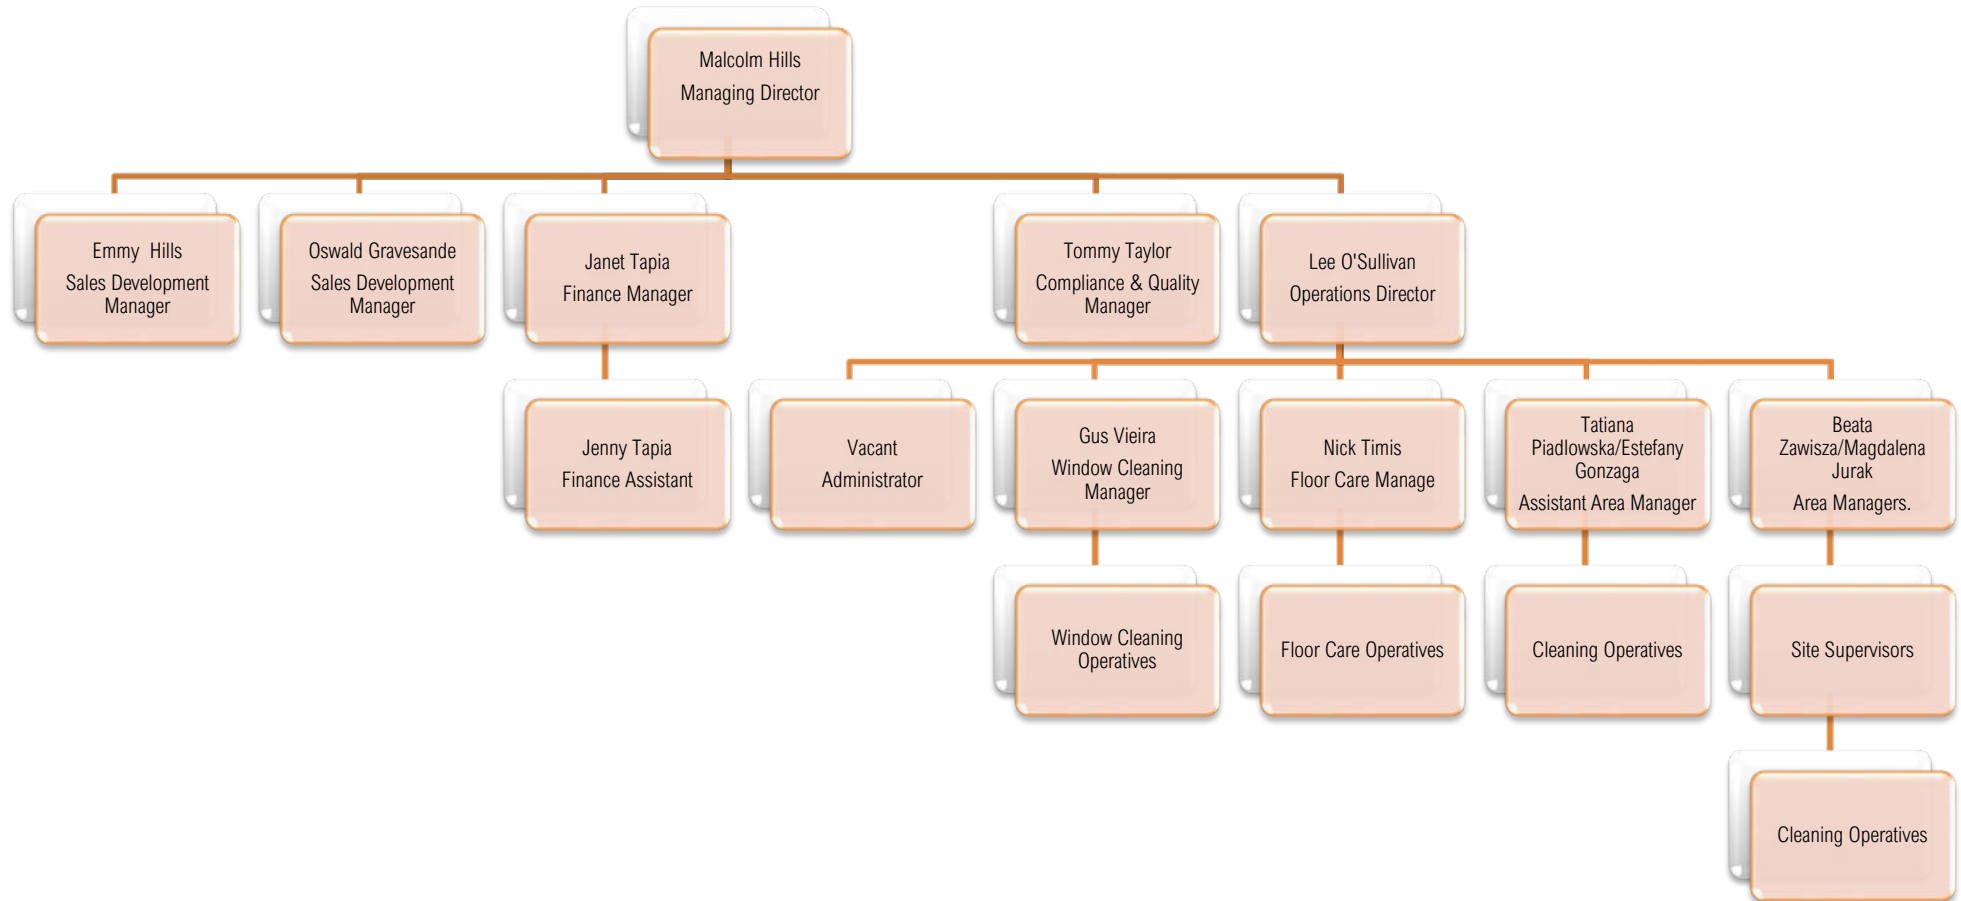 Malcolm Hills
Managing Director
Emmy  Hills
Sales Development
Manager
Oswald Gravesande
Sales Development
Manager
Janet Tapia
Finance Manager
Tommy Taylor
Compliance & Quality
Manager
Lee O'Sullivan
Operations Director
Jenny Tapia
Finance Assistant
Vacant
Administrator
Gus Vieira
Window Cleaning
Manager
Nick Timis
Floor Care Manage
Tatiana
Piadlowska/Estefany
Gonzaga
Assistant Area Manager
Beata
Zawisza/Magdalena
Jurak
Area Managers.
Window Cleaning
Operatives
Floor Care Operatives
Cleaning Operatives
Site Supervisors
Cleaning Operatives